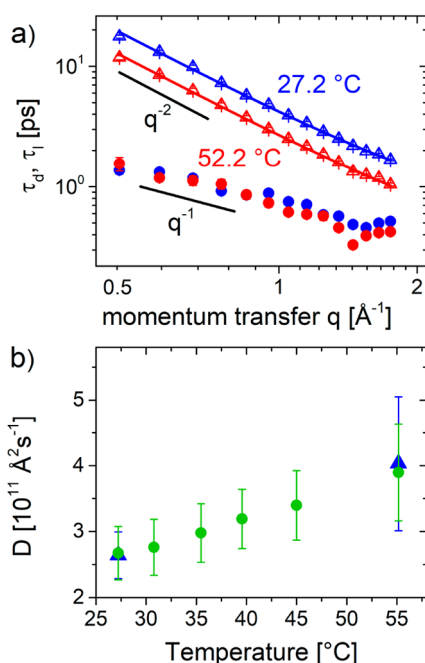 a)
τd, τl [ps]
10¹
10⁰
27.2 °C
52.2 °C
q⁻²
q⁻¹
0.5 1 2
momentum transfer q [Å⁻¹]
b)
D [10¹¹ Å²s⁻¹]
5
4
3
2
25 30 35 40 45 50 55
Temperature [°C]